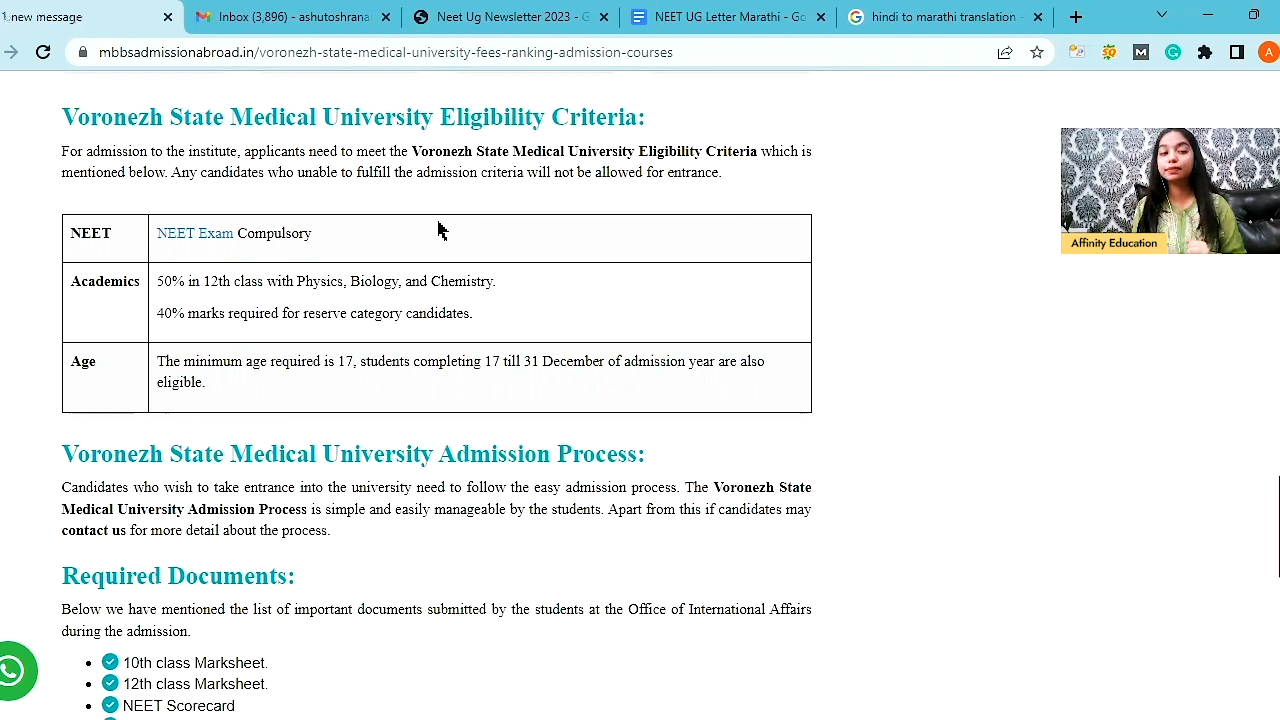 1 new message
Inbox (3,896) - ashutoshrana
Neet Ug Newsletter 2023 - G
NEET UG Letter Marathi - Go
hindi to marathi translation -
mbbsadmissionabroad.in/voronezh-state-medical-university-fees-ranking-admission-courses
A
Voronezh State Medical University Eligibility Criteria:
For admission to the institute, applicants need to meet the Voronezh State Medical University Eligibility Criteria which is
mentioned below. Any candidates who unable to fulfill the admission criteria will not be allowed for entrance.
NEET NEET Exam Compulsory
Academics 50% in 12th class with Physics, Biology, and Chemistry.
40% marks required for reserve category candidates.
Age The minimum age required is 17, students completing 17 till 31 December of admission year are also
eligible.
Affinity Education
Voronezh State Medical University Admission Process:
Candidates who wish to take entrance into the university need to follow the easy admission process. The Voronezh State
Medical University Admission Process is simple and easily manageable by the students. Apart from this if candidates may
contact us for more detail about the process.
Required Documents:
Below we have mentioned the list of important documents submitted by the students at the Office of International Affairs
during the admission.
10th class Marksheet.
12th class Marksheet.
NEET Scorecard